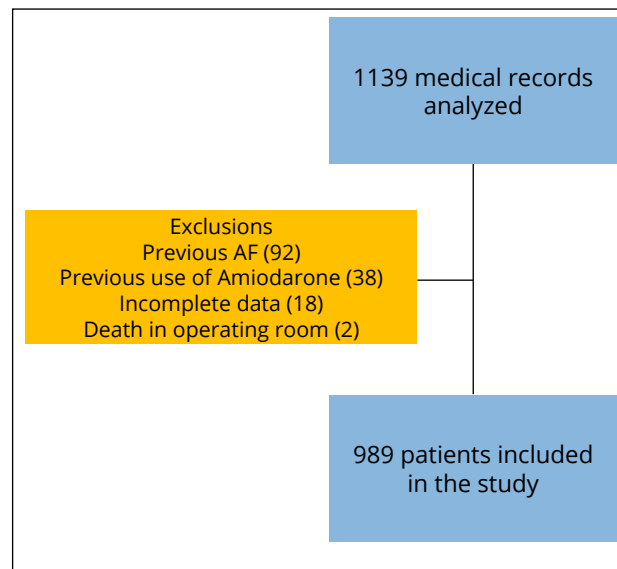 1139 medical records
analyzed
Exclusions
Previous AF (92)
Previous use of Amiodarone (38)
Incomplete data (18)
Death in operating room (2)
989 patients included
in the study